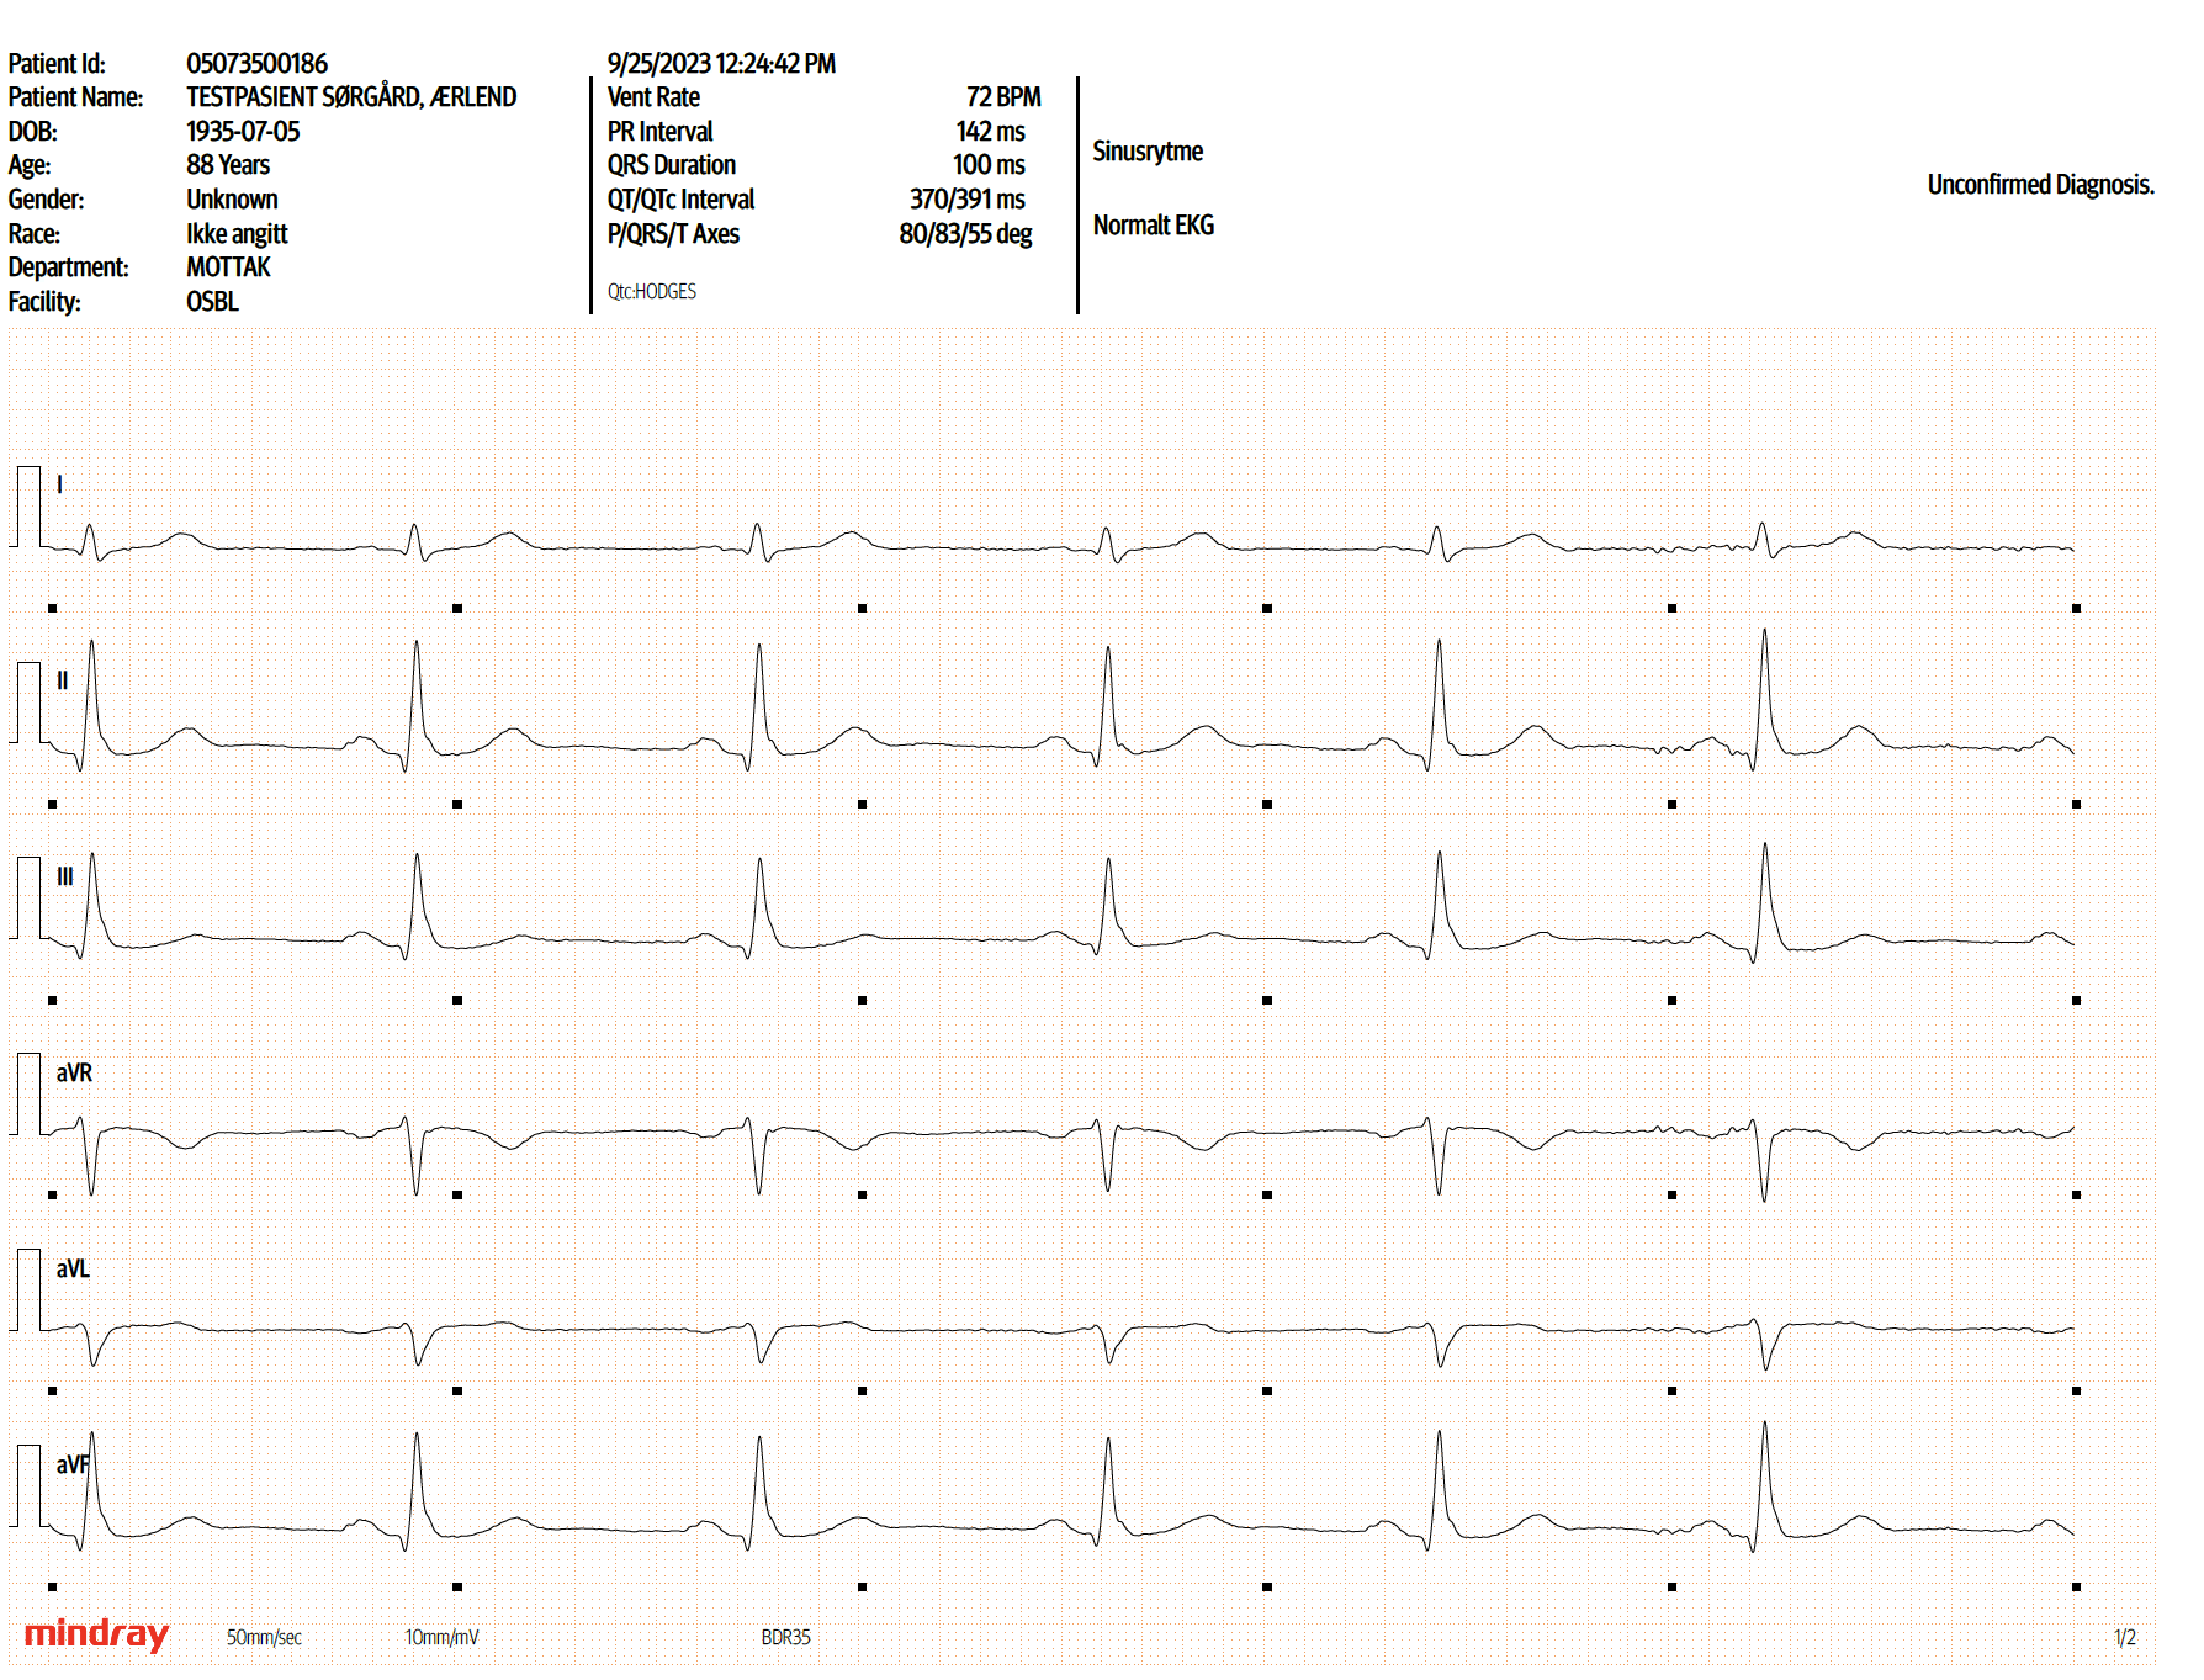 Patient Id: 05073500186
Patient Name: TESTPASIENT SØRGÅRD, ÆRLEND
DOB: 1935-07-05
Age: 88 Years
Gender: Unknown
Race: Ikke angitt
Department: MOTTAK
Facility: OSBL
9/25/2023 12:24:42 PM
Vent Rate 72 BPM
PR Interval 142 ms
QRS Duration 100 ms
QT/QTc Interval 370/391 ms
P/QRS/T Axes 80/83/55 deg
Qtc:HODGES
Sinusrytme
Normalt EKG
Unconfirmed Diagnosis.
I
II
III
aVR
aVL
aVF
mindray 50mm/sec 10mm/mV BDR35 1/2